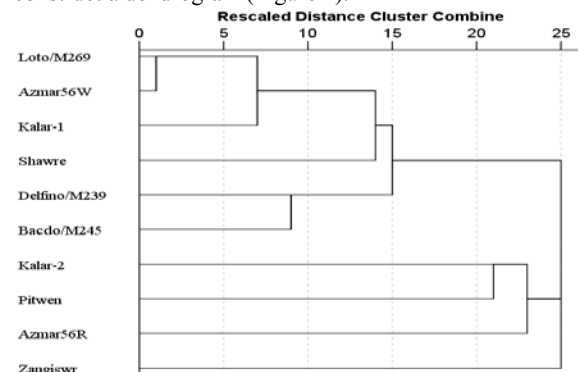 Rescaled Distance Cluster Combine
0 5 10 15 20 25
Loto/M269
Azmar56W
Kalar-1
Shawre
Delfino/M239
Bacdo/M245
Kalar-2
Pitwen
Azmar56R
Zangiswr